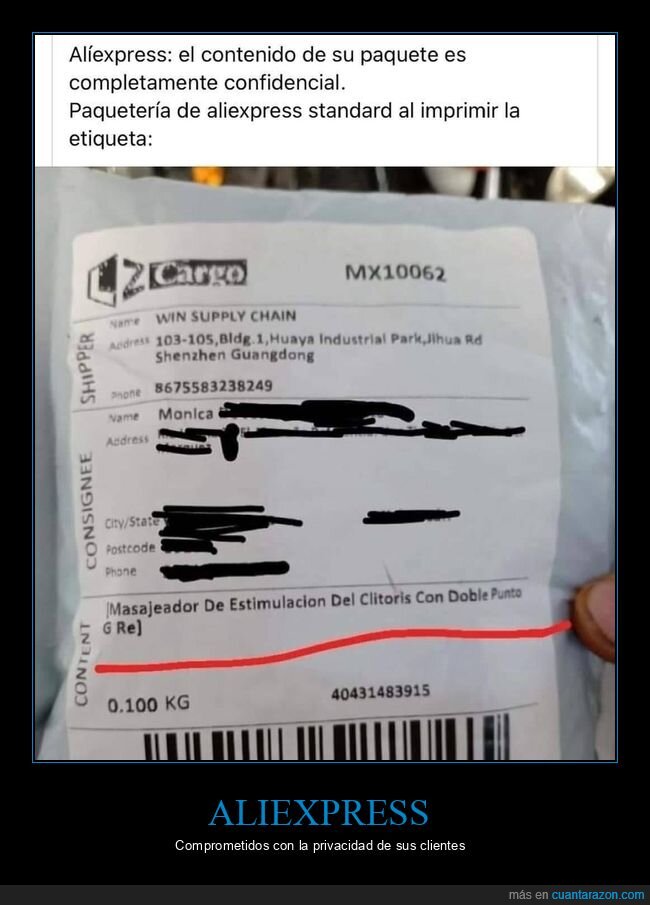 Alíexpress: el contenido de su paquete es
completamente confidencial.
Paquetería de aliexpress standard al imprimir la
etiqueta:
LZ Cargo
MX10062
SHIPPER
Name WIN SUPPLY CHAIN
Address 103-105,Bldg.1,Huaya Industrial Park,Jihua Rd
Shenzhen Guangdong
Phone 8675583238249
CONSIGNEE
Name Monica
Address
City/State
Postcode
Phone
CONTENT
[Masajeador De Estimulacion Del Clitoris Con Doble Punto
G Re]
0.100 KG
40431483915
ALIEXPRESS
Comprometidos con la privacidad de sus clientes
más en cuantarazon.com